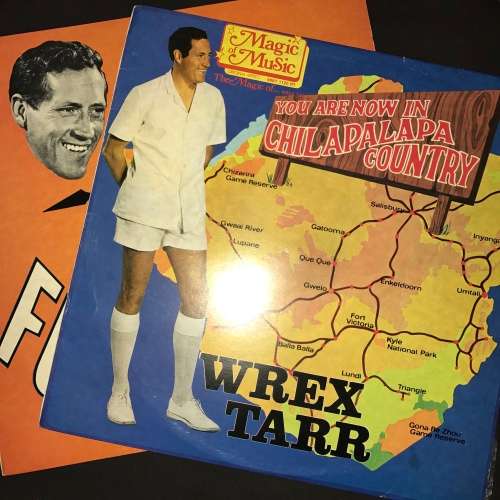 Magic
of
Music
The Magic of...
YOU ARE NOW IN
CHILAPALAPA
COUNTRY
Chizarira
Game Reserve
Salisbury
Inyanga
Gwaai River
Gatooma
Lupane
Que Que
Enkeldoorn
Umtali
Gwelo
Fort
Victoria
Kyle
National Park
Balla Balla
Lundi
Triangle
Gona-Re-Zhou
Game Reserve
WREX
TARR